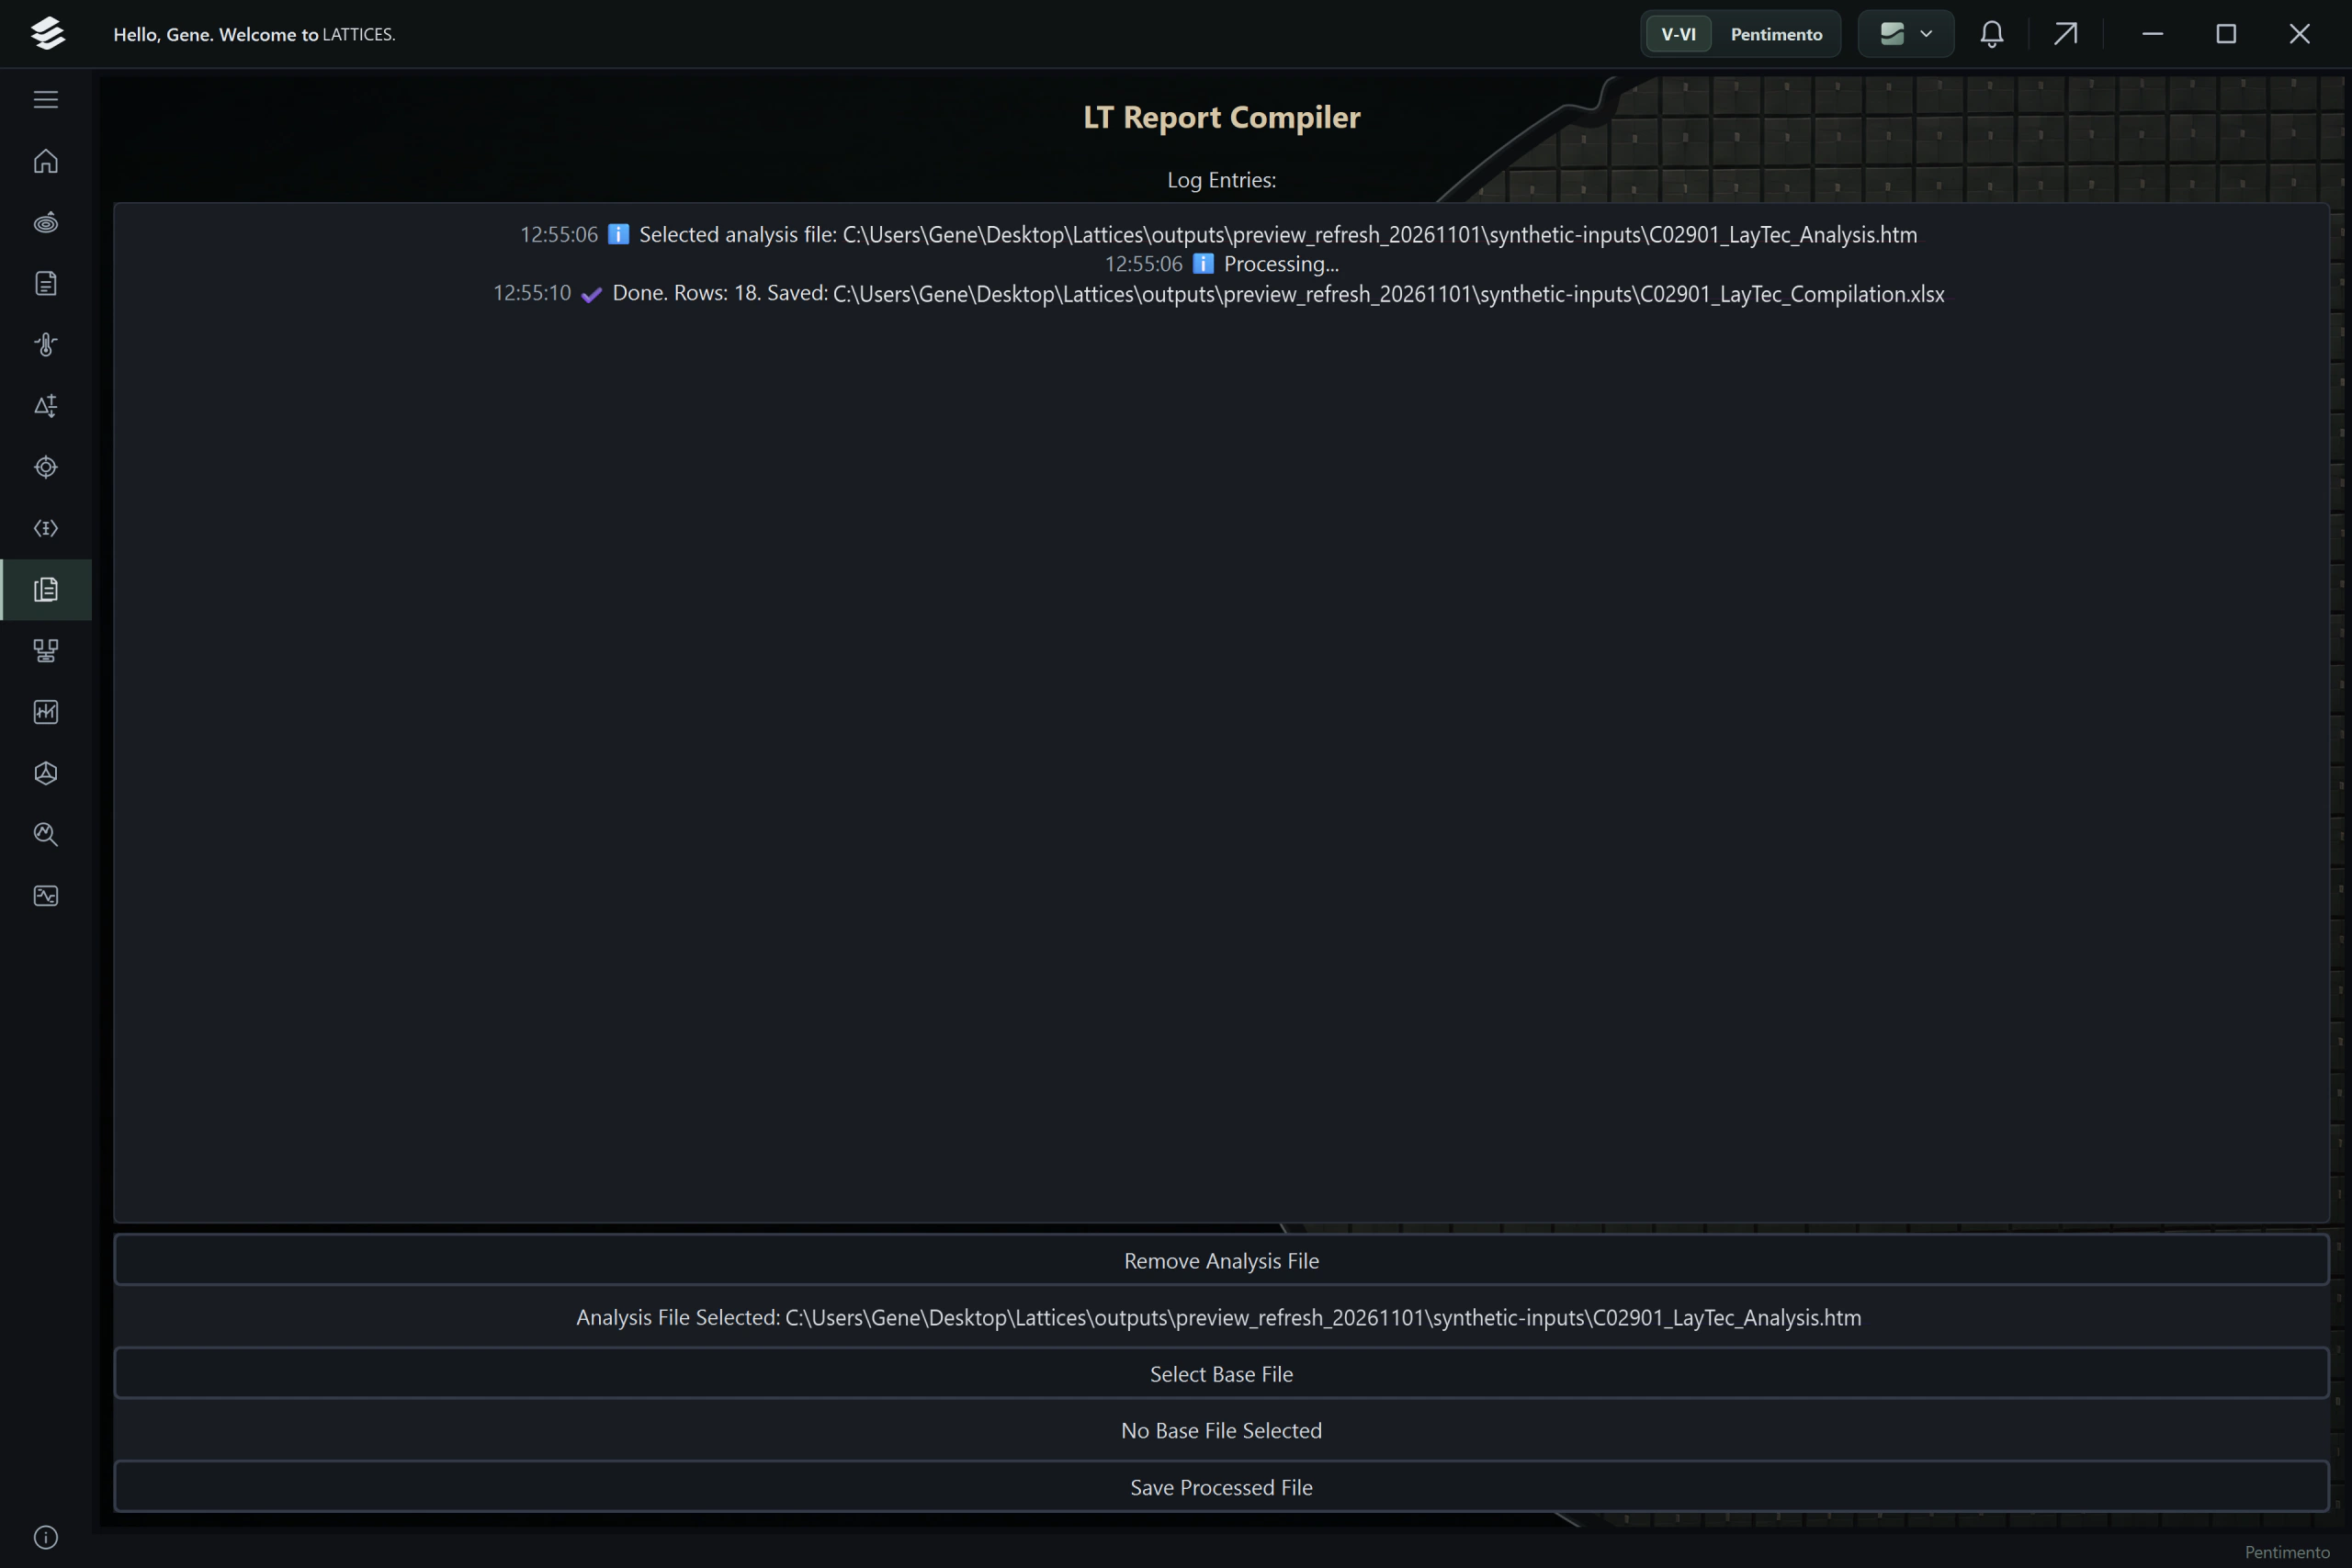 Hello, Gene. Welcome to LATTICES.
V-VI Pentimento
LT Report Compiler
Log Entries:
12:55:06 Selected analysis file: C:\Users\Gene\Desktop\Lattices\outputs\preview_refresh_20261101\synthetic-inputs\C02901_LayTec_Analysis.htm
12:55:06 Processing...
12:55:10 Done. Rows: 18. Saved: C:\Users\Gene\Desktop\Lattices\outputs\preview_refresh_20261101\synthetic-inputs\C02901_LayTec_Compilation.xlsx
Remove Analysis File
Analysis File Selected: C:\Users\Gene\Desktop\Lattices\outputs\preview_refresh_20261101\synthetic-inputs\C02901_LayTec_Analysis.htm
Select Base File
No Base File Selected
Save Processed File
Pentimento